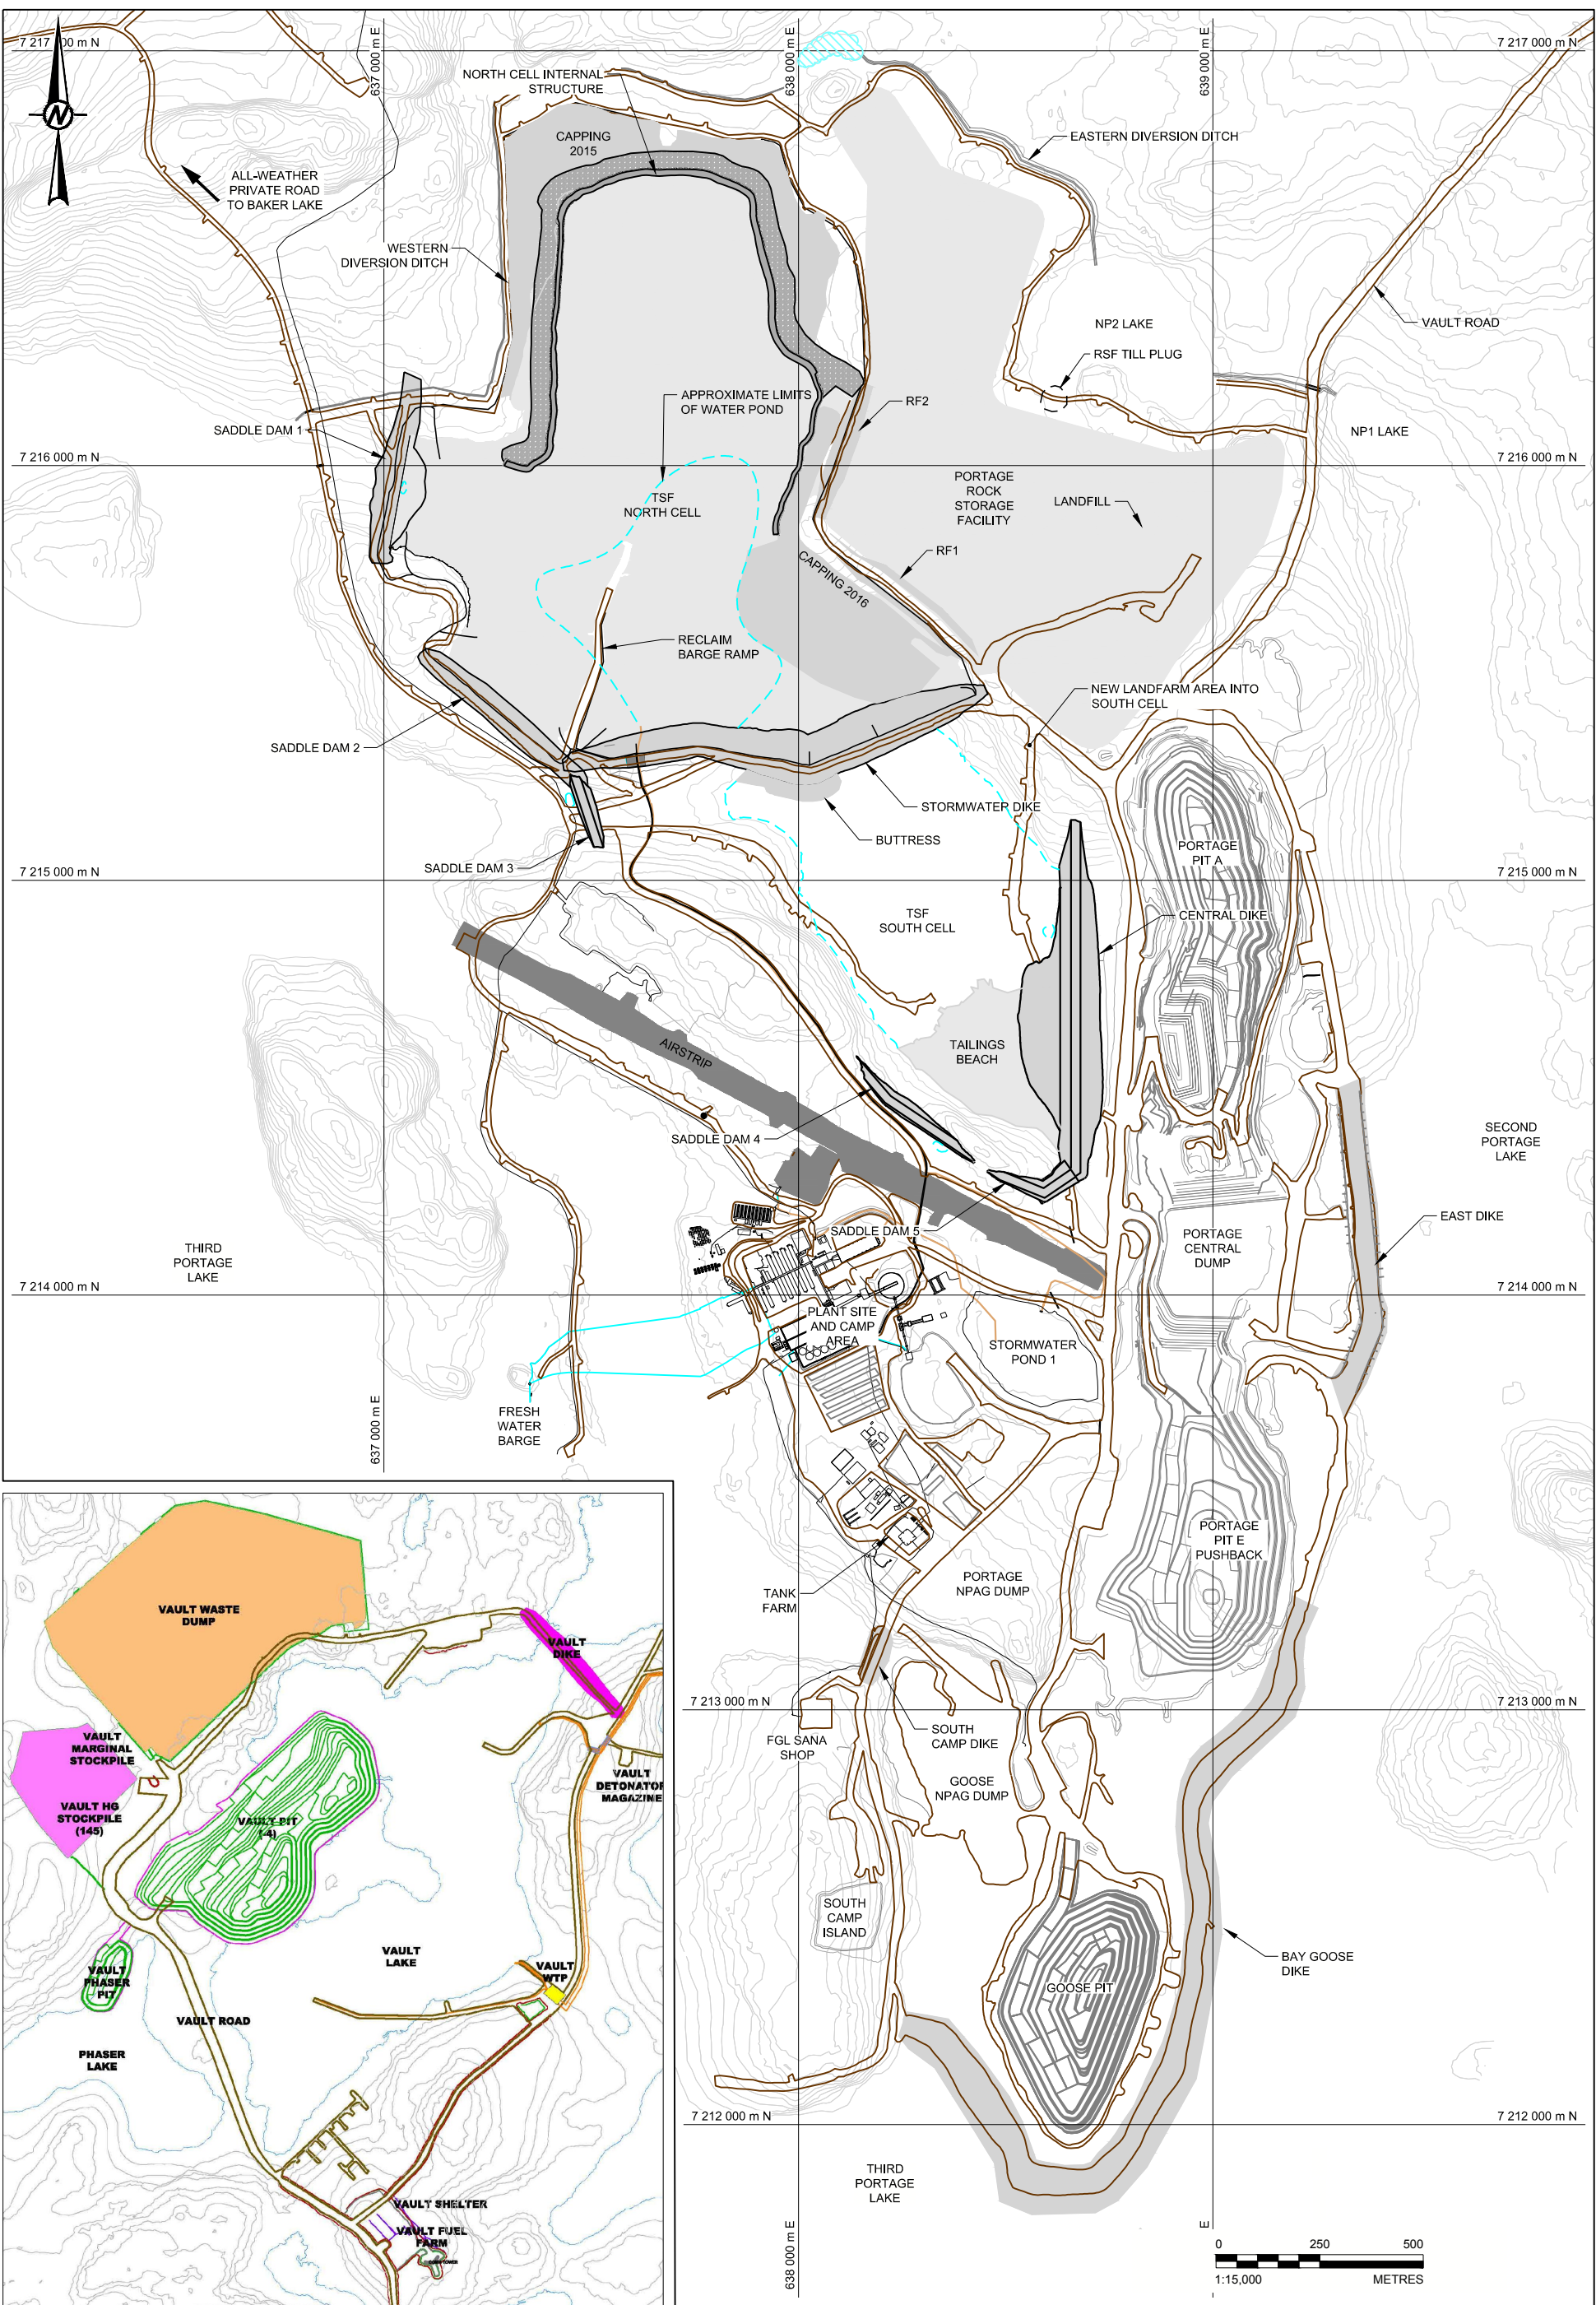 7 217 000 m N
637 000 m E
638 000 m E
639 000 m E
7 217 000 m N
N
NORTH CELL INTERNAL
STRUCTURE
CAPPING
2015
EASTERN DIVERSION DITCH
ALL-WEATHER
PRIVATE ROAD
TO BAKER LAKE
WESTERN
DIVERSION DITCH
NP2 LAKE
VAULT ROAD
RSF TILL PLUG
APPROXIMATE LIMITS
OF WATER POND
RF2
SADDLE DAM 1
NP1 LAKE
7 216 000 m N
7 216 000 m N
TSF
NORTH CELL
PORTAGE
ROCK
STORAGE
FACILITY
LANDFILL
RF1
CAPPING 2016
RECLAIM
BARGE RAMP
NEW LANDFARM AREA INTO
SOUTH CELL
SADDLE DAM 2
STORMWATER DIKE
BUTTRESS
PORTAGE
PIT A
SADDLE DAM 3
7 215 000 m N
7 215 000 m N
TSF
SOUTH CELL
CENTRAL DIKE
AIRSTRIP
TAILINGS
BEACH
SADDLE DAM 4
SECOND
PORTAGE
LAKE
EAST DIKE
SADDLE DAM 5
PORTAGE
CENTRAL
DUMP
THIRD
PORTAGE
LAKE
7 214 000 m N
7 214 000 m N
PLANT SITE
AND CAMP
AREA
STORMWATER
POND 1
FRESH
WATER
BARGE
637 000 m E
PORTAGE
PIT E
PUSHBACK
PORTAGE
NPAG DUMP
TANK
FARM
7 213 000 m N
7 213 000 m N
FGL SANA
SHOP
SOUTH
CAMP DIKE
GOOSE
NPAG DUMP
SOUTH
CAMP
ISLAND
GOOSE PIT
BAY GOOSE
DIKE
7 212 000 m N
7 212 000 m N
THIRD
PORTAGE
LAKE
638 000 m E
E
0 250 500
1:15,000 METRES
VAULT WASTE
DUMP
VAULT
DIKE
VAULT
MARGINAL
STOCKPILE
VAULT
DETONATOR
MAGAZINE
VAULT HG
STOCKPILE
(145)
VAULT PIT
(-4)
VAULT
LAKE
VAULT
WTP
VAULT
PHASER
PIT
VAULT ROAD
PHASER
LAKE
VAULT SHELTER
VAULT FUEL
FARM